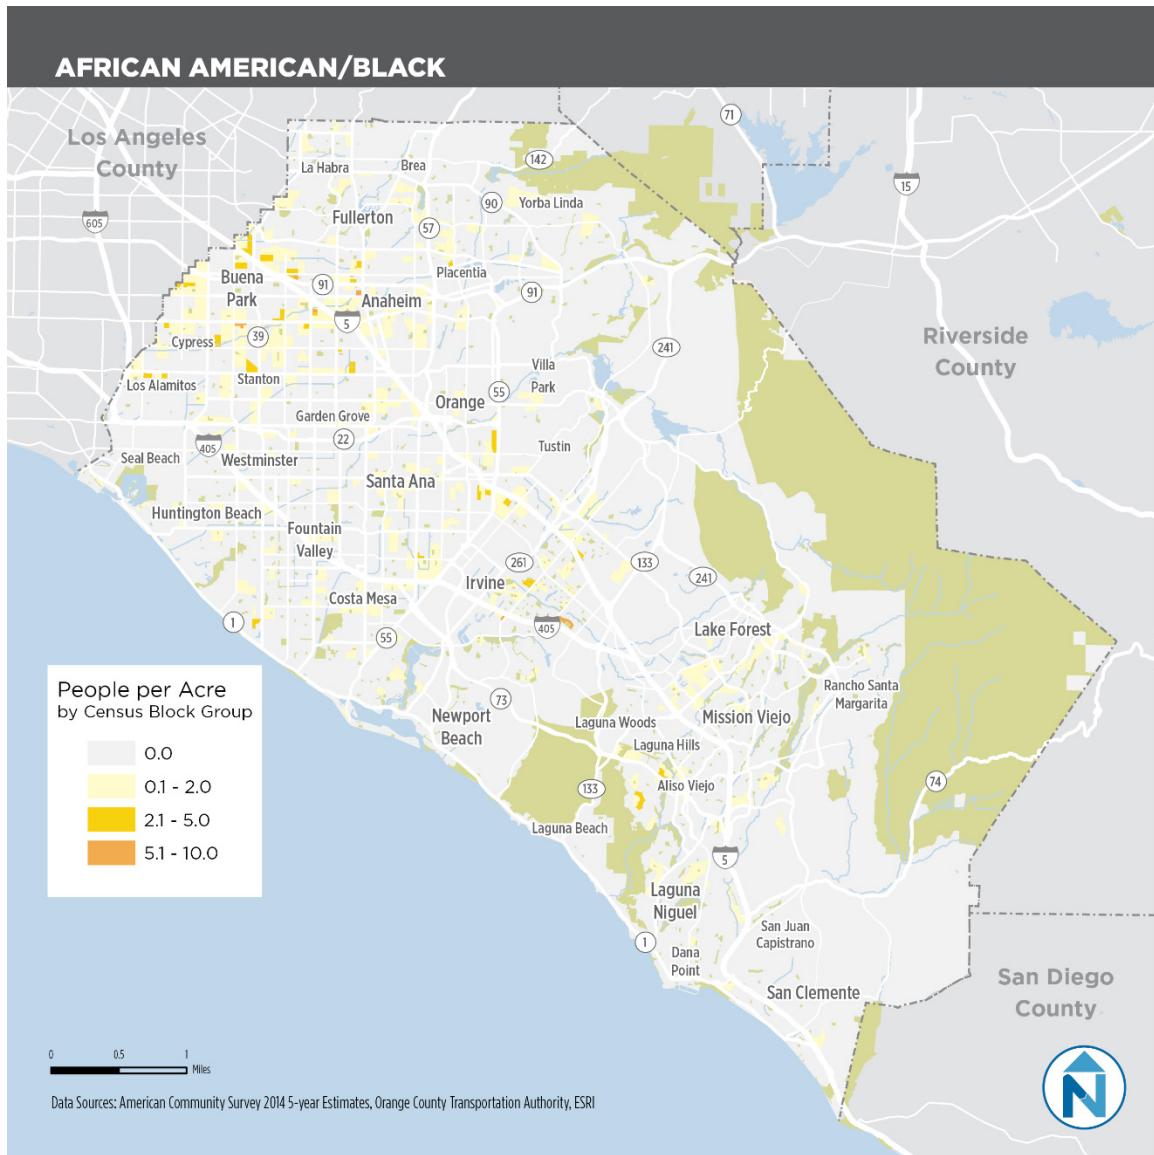 AFRICAN AMERICAN/BLACK
Los Angeles
County
71
142
La Habra
Brea
15
605
90
Yorba Linda
Fullerton
57
Placentia
Buena
Park
91
91
Anaheim
5
Riverside
County
Cypress
39
241
Villa
Park
Los Alamitos
Stanton
55
Orange
Garden Grove
22
405
Tustin
Seal Beach
Westminster
Santa Ana
Huntington Beach
Fountain
Valley
261
133
241
Irvine
Costa Mesa
1
55
405
Lake Forest
People per Acre
by Census Block Group
0.0
0.1 - 2.0
2.1 - 5.0
5.1 - 10.0
Rancho Santa
Margarita
73
Newport
Beach
Laguna Woods
Mission Viejo
Laguna Hills
133
Aliso Viejo
74
Laguna Beach
5
Laguna
Niguel
San Juan
Capistrano
1
Dana
Point
San Clemente
San Diego
County
0 0.5 1
Miles
Data Sources: American Community Survey 2014 5-year Estimates, Orange County Transportation Authority, ESRI
N